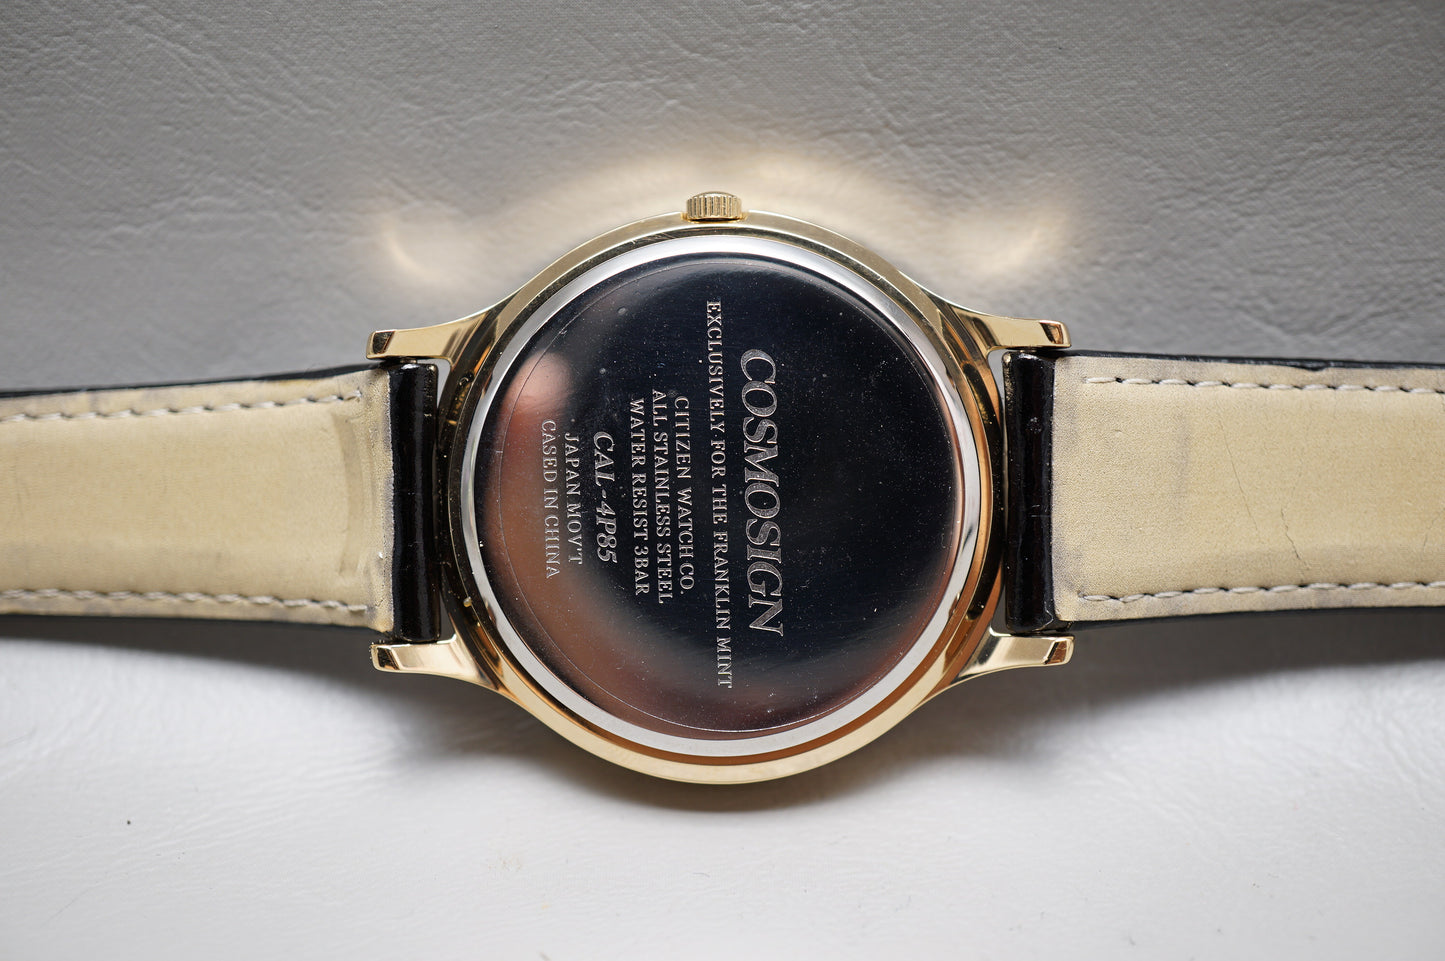 COSMOSIGN
EXCLUSIVELY FOR THE FRANKLIN MINT
CITIZEN WATCH CO.
ALL STAINLESS STEEL
WATER RESIST 3BAR
CAL-4P85
JAPAN MOV'T
CASED IN CHINA